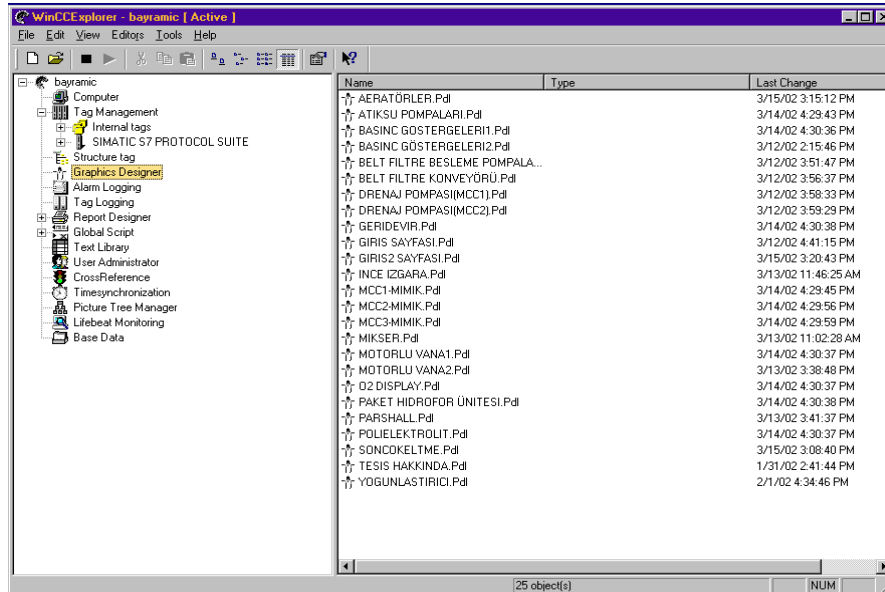 WinCCExplorer - bayramic [ Active ]
File Edit View Editors Tools Help
bayramic
Computer
Tag Management
Internal tags
SIMATIC S7 PROTOCOL SUITE
Structure tag
Graphics Designer
Alarm Logging
Tag Logging
Report Designer
Global Script
Text Library
User Administrator
CrossReference
Timesynchronization
Picture Tree Manager
Lifebeat Monitoring
Base Data
Name Type Last Change
AERATÖRLER.Pdl 3/15/02 3:15:12 PM
ATIKSU POMPALARI.Pdl 3/14/02 4:29:43 PM
BASINC GOSTERGELERI1.Pdl 3/14/02 4:30:36 PM
BASINC GÖSTERGELERI2.Pdl 3/12/02 2:15:46 PM
BELT FILTRE BESLEME POMPALA... 3/12/02 3:51:47 PM
BELT FILTRE KONVEYÖRÜ.Pdl 3/12/02 3:56:37 PM
DRENAJ POMPASI(MCC1).Pdl 3/12/02 3:58:33 PM
DRENAJ POMPASI(MCC2).Pdl 3/12/02 3:59:29 PM
GERIDEVIR.Pdl 3/14/02 4:30:38 PM
GIRIS SAYFASI.Pdl 3/12/02 4:41:15 PM
GIRIS2 SAYFASI.Pdl 3/15/02 3:20:43 PM
INCE IZGARA.Pdl 3/13/02 11:46:25 AM
MCC1-MIMIK.Pdl 3/14/02 4:29:45 PM
MCC2-MIMIK.Pdl 3/14/02 4:29:56 PM
MCC3-MIMIK.Pdl 3/14/02 4:29:59 PM
MIKSER.Pdl 3/13/02 11:02:28 AM
MOTORLU VANA1.Pdl 3/14/02 4:30:37 PM
MOTORLU VANA2.Pdl 3/13/02 3:38:48 PM
O2 DISPLAY.Pdl 3/14/02 4:30:37 PM
PAKET HIDROFOR ÜNITESI.Pdl 3/14/02 4:30:38 PM
PARSHALL.Pdl 3/13/02 3:41:37 PM
POLIELEKTROLIT.Pdl 3/14/02 4:30:37 PM
SONCOKELTME.Pdl 3/15/02 3:08:40 PM
TESIS HAKKINDA.Pdl 1/31/02 2:41:44 PM
YOGUNLASTIRICI.Pdl 2/1/02 4:34:46 PM
25 object(s) NUM